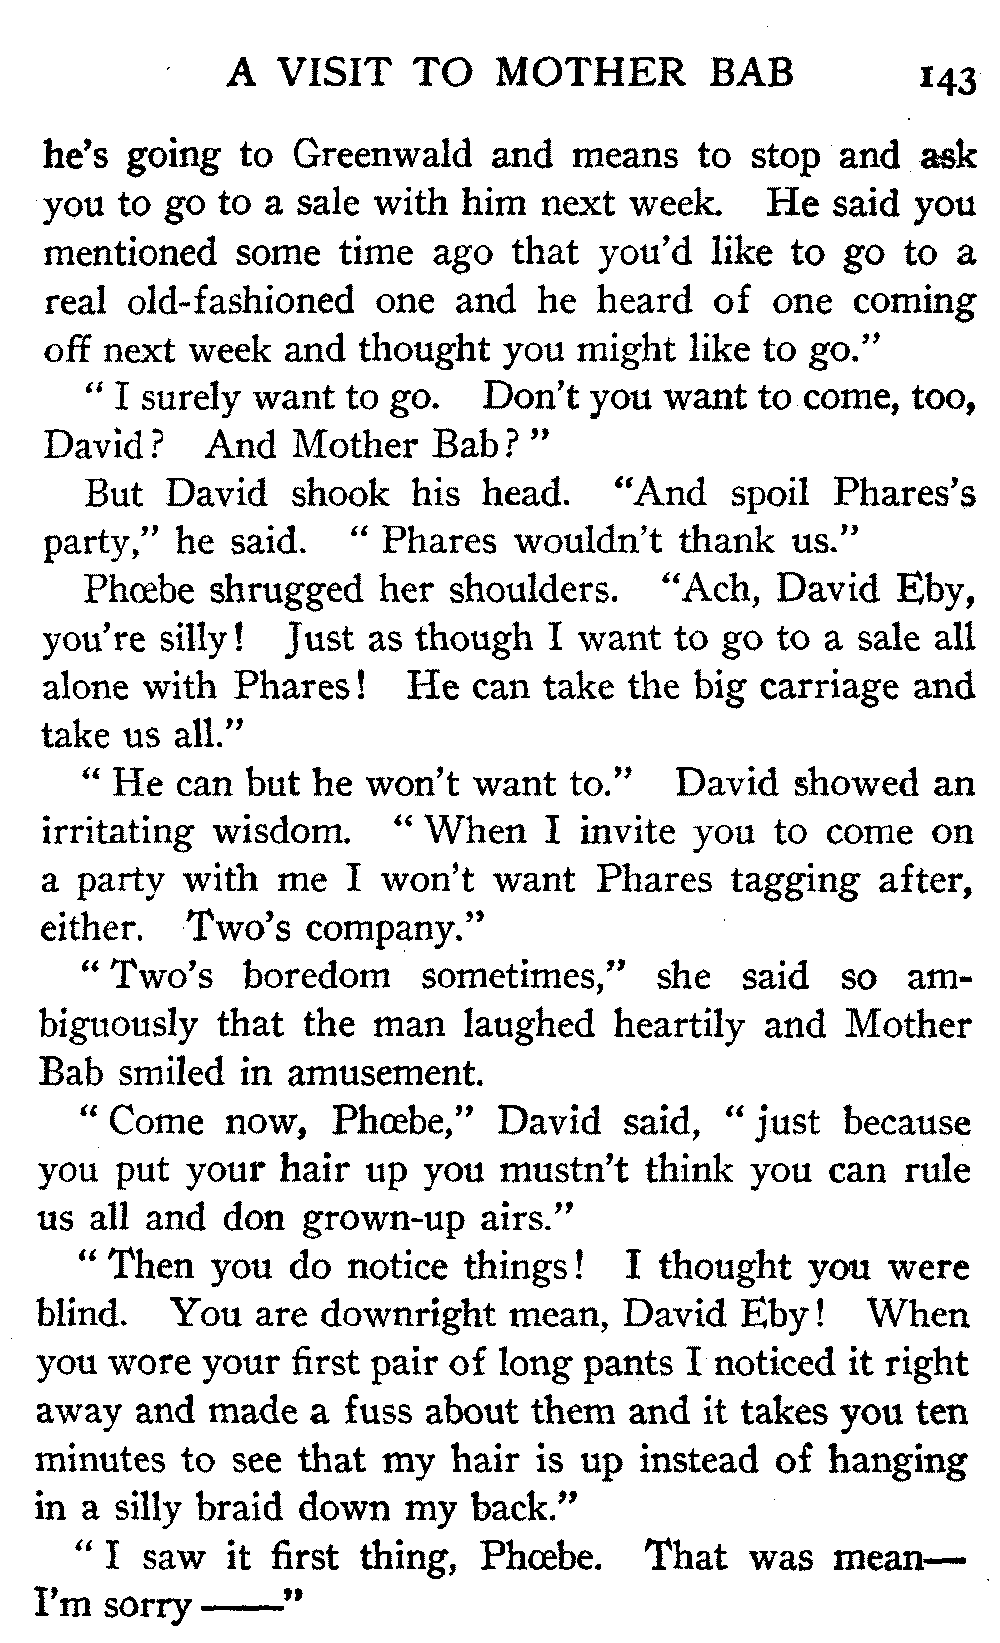 A VISIT TO MOTHER BAB 143
he's going to Greenwald and means to stop and ask
you to go to a sale with him next week. He said you
mentioned some time ago that you'd like to go to a
real old-fashioned one and he heard of one coming
off next week and thought you might like to go."
" I surely want to go. Don't you want to come, too,
David? And Mother Bab? "
But David shook his head. "And spoil Phares's
party," he said. " Phares wouldn't thank us."
Phœbe shrugged her shoulders. "Ach, David Eby,
you're silly! Just as though I want to go to a sale all
alone with Phares! He can take the big carriage and
take us all."
" He can but he won't want to." David showed an
irritating wisdom. " When I invite you to come on
a party with me I won't want Phares tagging after,
either. Two's company."
" Two's boredom sometimes," she said so am-
biguously that the man laughed heartily and Mother
Bab smiled in amusement.
" Come now, Phœbe," David said, " just because
you put your hair up you mustn't think you can rule
us all and don grown-up airs."
" Then you do notice things! I thought you were
blind. You are downright mean, David Eby! When
you wore your first pair of long pants I noticed it right
away and made a fuss about them and it takes you ten
minutes to see that my hair is up instead of hanging
in a silly braid down my back."
" I saw it first thing, Phœbe. That was mean—
I'm sorry ——"